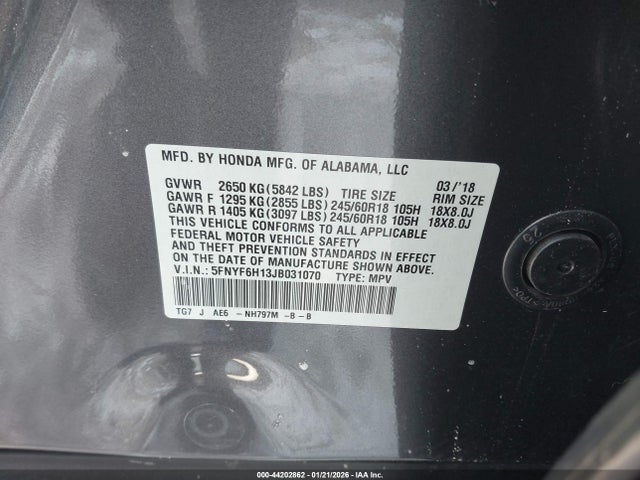 MFD. BY HONDA MFG. OF ALABAMA, LLC
GVWR 2650 KG (5842 LBS) TIRE SIZE 03/'18 RIM SIZE
GAWR F 1295 KG (2855 LBS) 245/60R18 105H 18X8.0J
GAWR R 1405 KG (3097 LBS) 245/60R18 105H 18X8.0J
THIS VEHICLE CONFORMS TO ALL APPLICABLE
FEDERAL MOTOR VEHICLE SAFETY
AND THEFT PREVENTION STANDARDS IN EFFECT
ON THE DATE OF MANUFACTURE SHOWN ABOVE.
V.I.N.: 5FNYF6H13JB031070 TYPE: MPV
TG7 J AE6 - NH797M -B-B
000-44202862 - 01/21/2026 - © IAA, Inc.